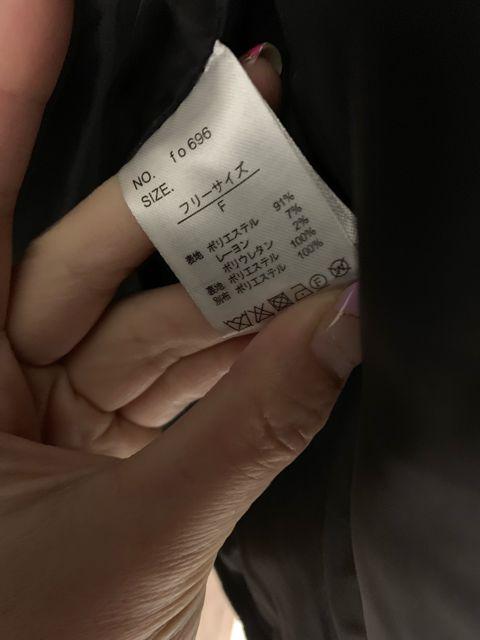 NO. fo696
SIZE.
フリーサイズ
F
表地 ポリエステル 91%
レーヨン 7%
ポリウレタン 2%
裏地 ポリエステル 100%
別布 ポリエステル 100%